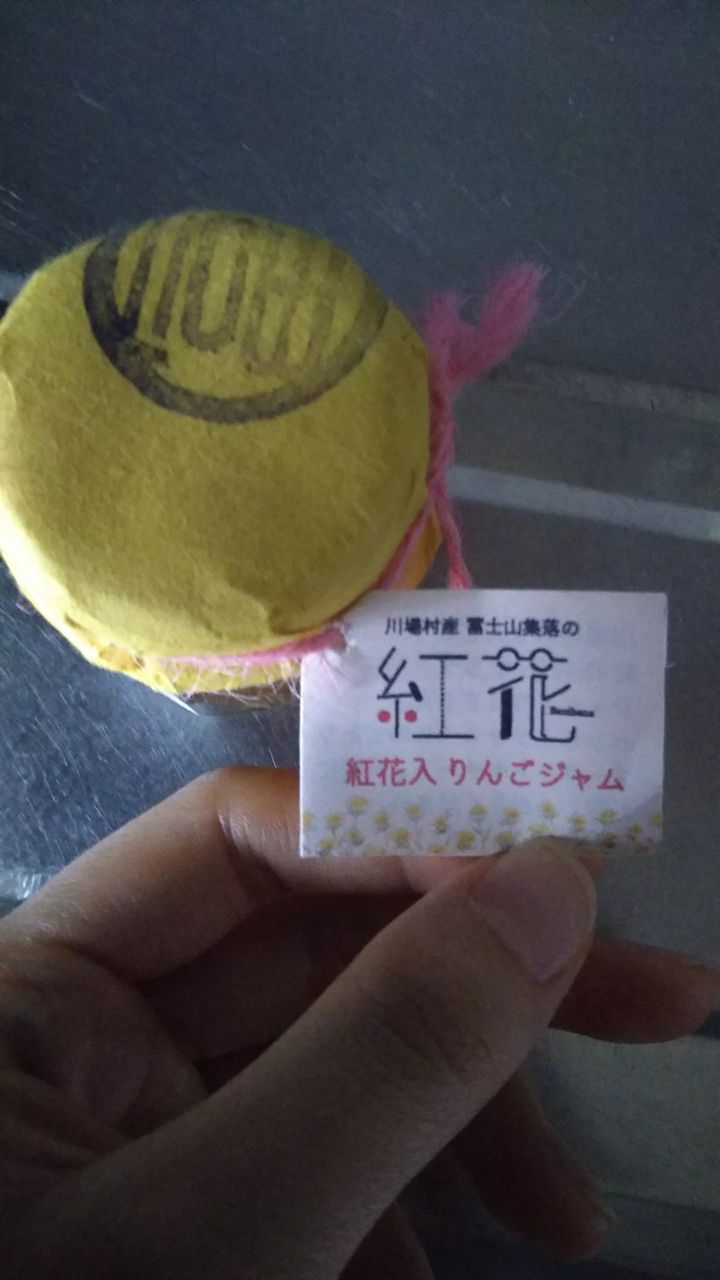 川場村産 冨士山集落の
紅花
Benibana
紅花入りんごジャム